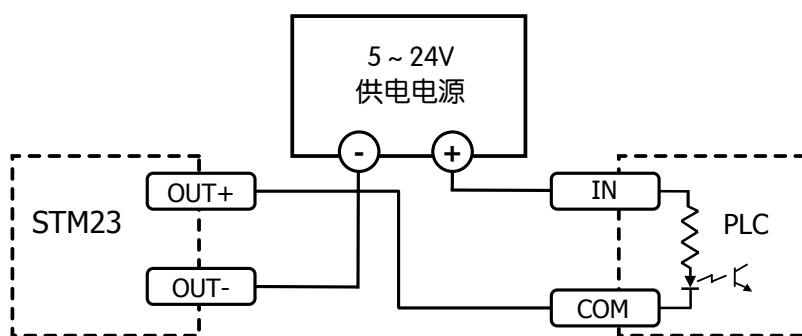 5 ~ 24V
供电电源
-
+
OUT+
IN
STM23
PLC
OUT-
COM